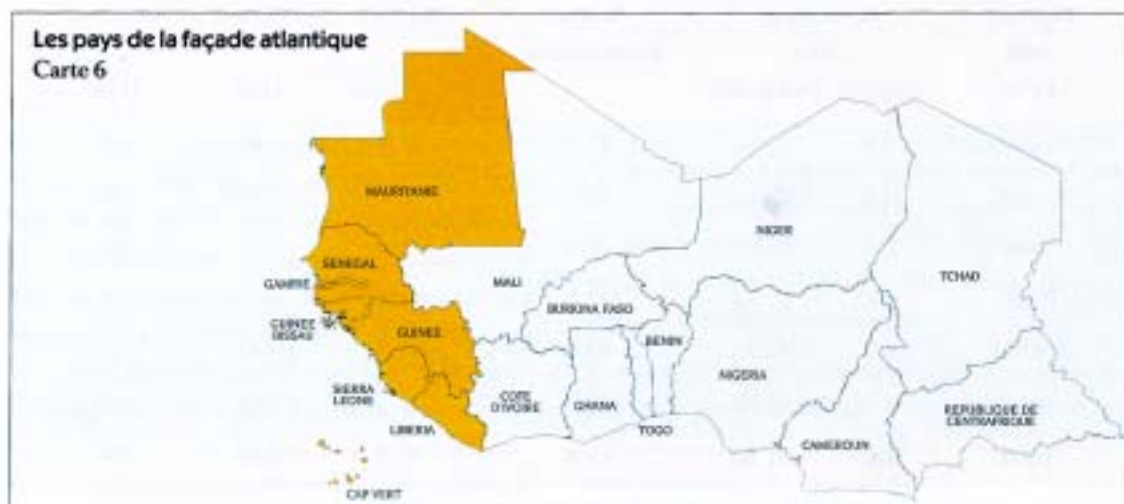 Les pays de la façade atlantique
Carte 6
MAURITANIE
NIGER
SENEGAL
TCHAD
GAMBIE
MALI
BURKINA FASO
GUINEE
BISSAU
GUINEE
BENIN
NIGERIA
SIERRA
LEONE
COTE
D'IVOIRE
GHANA
REPUBLIQUE DE
CENTRAFRIQUE
LIBERIA
TOGO
CAMEROUN
CAP VERT